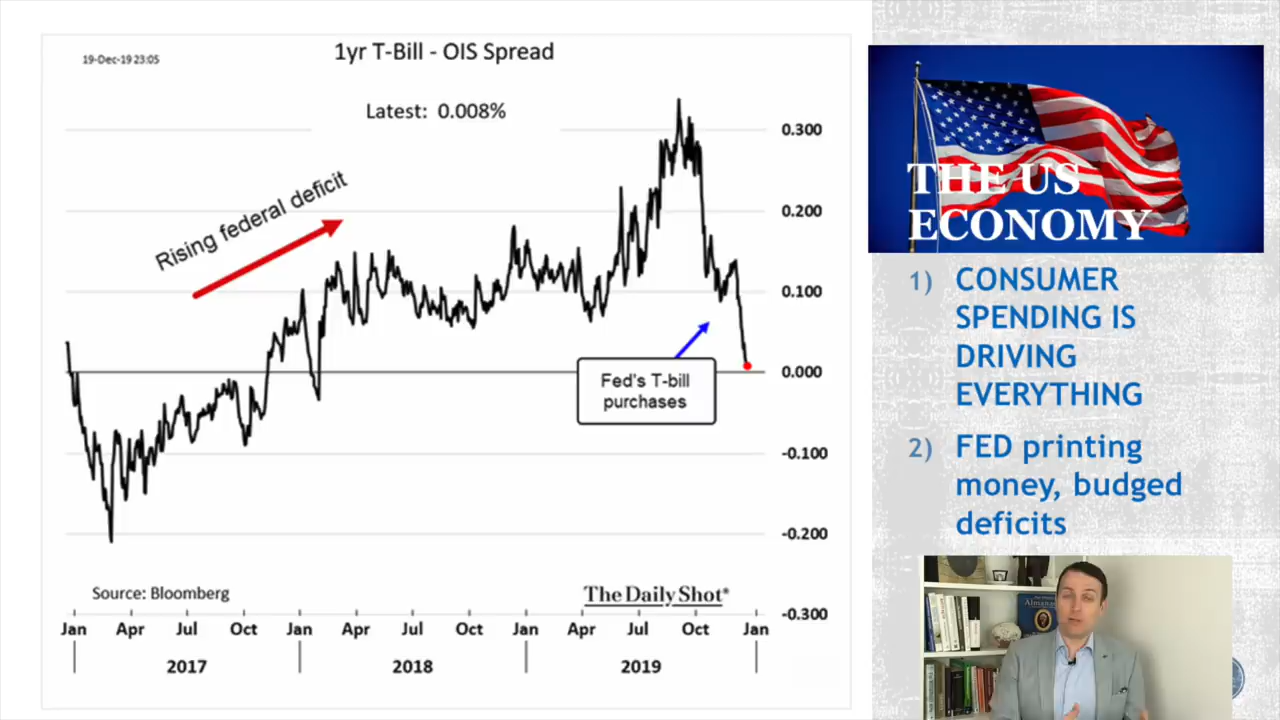 19-Dec-19 23:05
1yr T-Bill - OIS Spread
Latest: 0.008%
Rising federal deficit
Fed's T-bill
purchases
0.300
0.200
0.100
0.000
-0.100
-0.200
-0.300
Source: Bloomberg
The Daily Shot*
Jan Apr Jul Oct Jan Apr Jul Oct Jan Apr Jul Oct Jan
2017 2018 2019
THE US
ECONOMY
1) CONSUMER
SPENDING IS
DRIVING
EVERYTHING
2) FED printing
money, budged
deficits
Almana